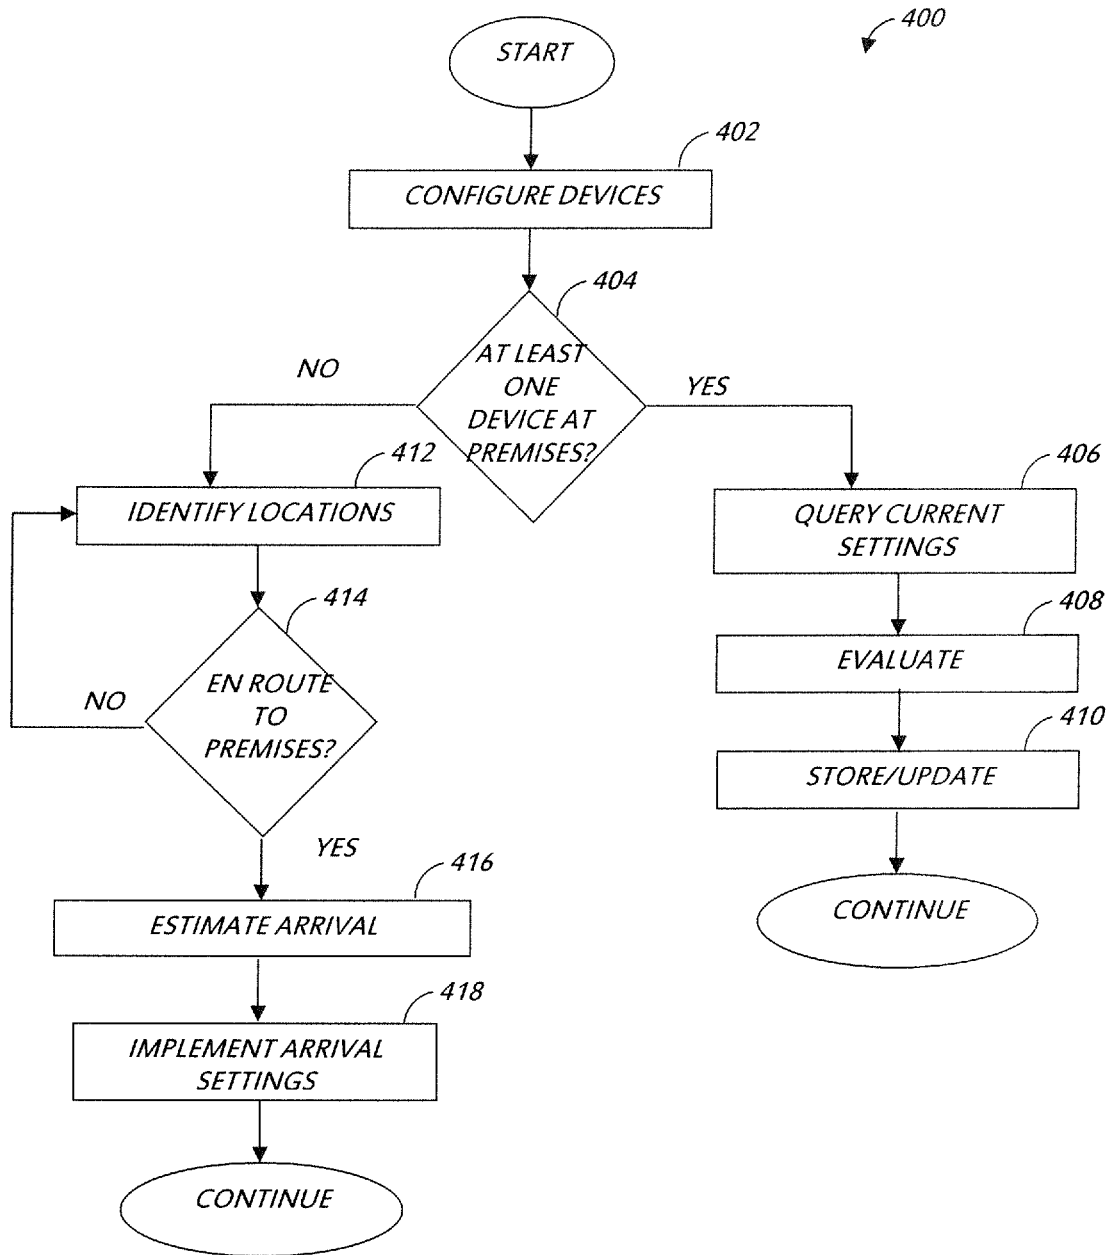 400
START
402
CONFIGURE DEVICES
404
AT LEAST
ONE
DEVICE AT
PREMISES?
NO
YES
412
IDENTIFY LOCATIONS
406
QUERY CURRENT
SETTINGS
414
EN ROUTE
TO
PREMISES?
NO
YES
408
EVALUATE
410
STORE/UPDATE
CONTINUE
416
ESTIMATE ARRIVAL
418
IMPLEMENT ARRIVAL
SETTINGS
CONTINUE